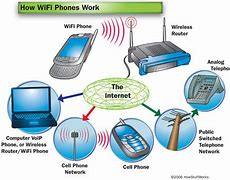 How WiFi Phones Work
WiFi Phone
Wireless
Router
Analog
Telephone
The
Internet
Computer VoIP
Phone, or Wireless
Router/WiFi Phone
Cell Phone
Network
Cell Phone
Public
Switched
Telephone
Network
©2006 HowStuffWorks